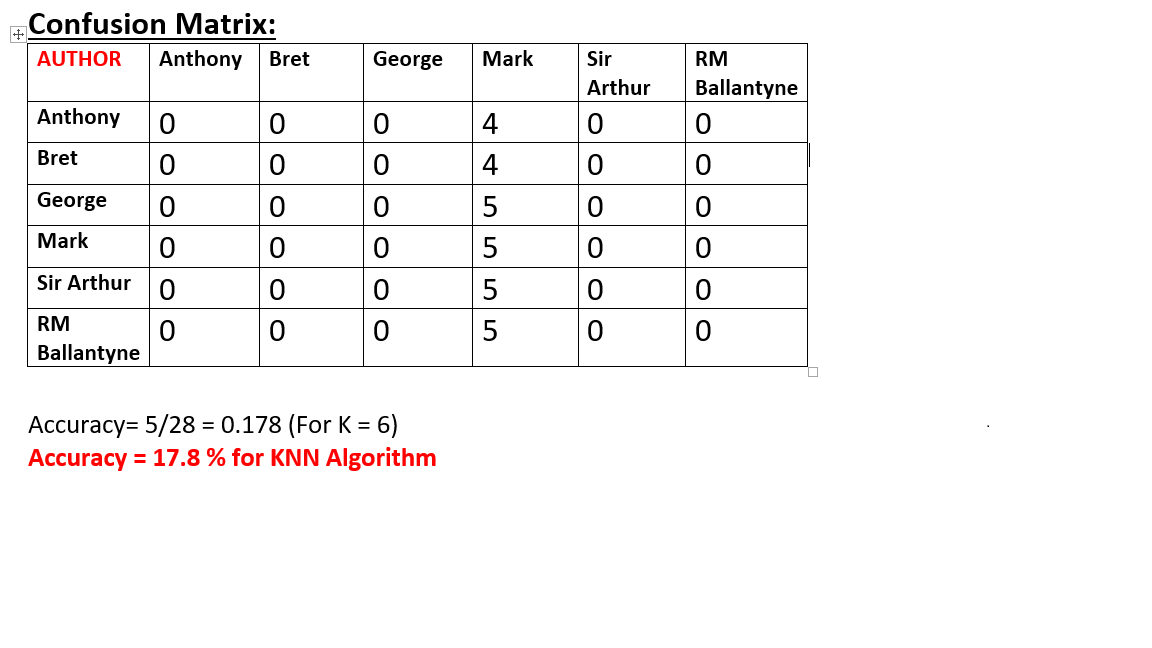 Confusion Matrix:
AUTHOR Anthony Bret George Mark Sir Arthur RM Ballantyne
Anthony 0 0 0 4 0 0
Bret 0 0 0 4 0 0
George 0 0 0 5 0 0
Mark 0 0 0 5 0 0
Sir Arthur 0 0 0 5 0 0
RM Ballantyne 0 0 0 5 0 0
Accuracy= 5/28 = 0.178 (For K = 6)
Accuracy = 17.8 % for KNN Algorithm